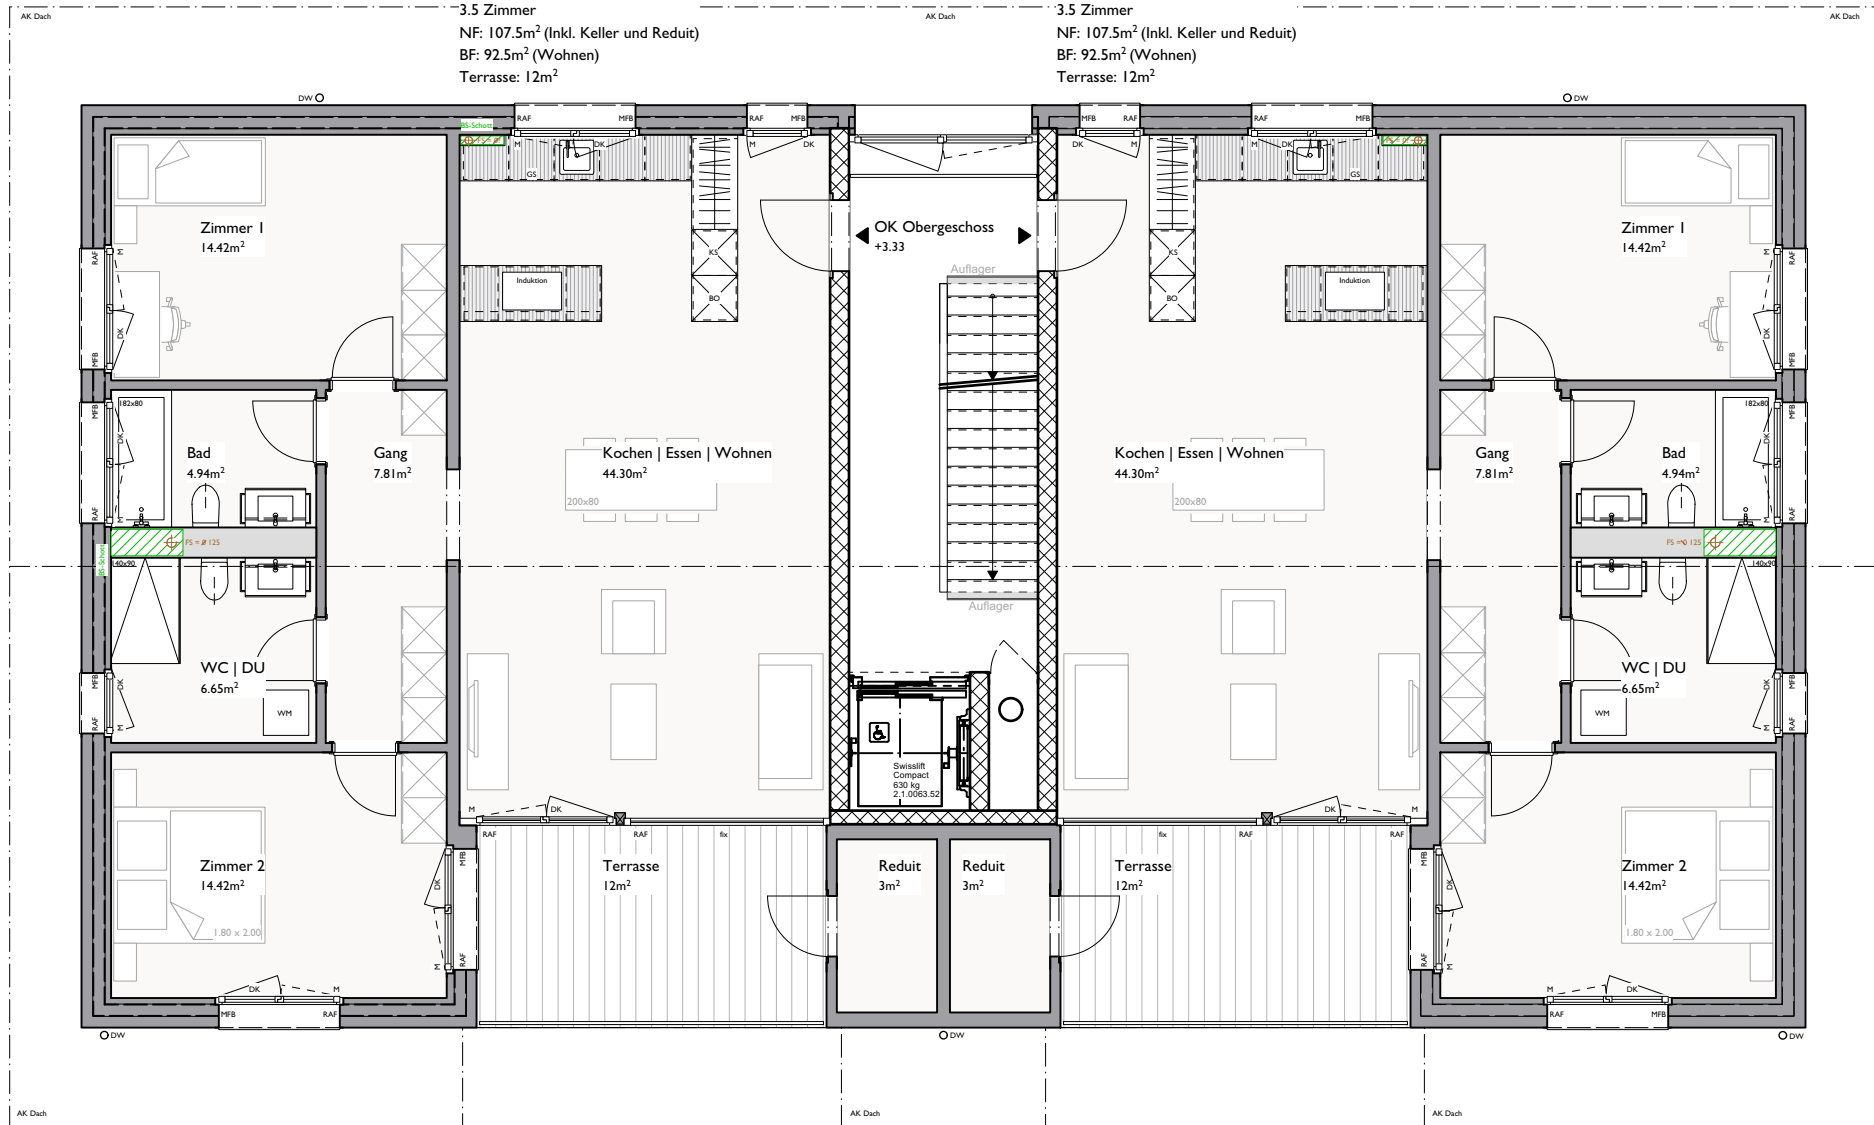 AK Dach
3.5 Zimmer
NF: 107.5m² (Inkl. Keller und Reduit)
BF: 92.5m² (Wohnen)
Terrasse: 12m²
AK Dach
3.5 Zimmer
NF: 107.5m² (Inkl. Keller und Reduit)
BF: 92.5m² (Wohnen)
Terrasse: 12m²
AK Dach
DW
DW
BS-Schott
RAF
MFB
RAF
MFB
MFB
RAF
RAF
MFB
M
DK
M
DK
DK
M
M
DK
GS
GS
Zimmer 1
14.42m²
KS
BO
Induktion
OK Obergeschoss
+3.33
Auflager
KS
BO
Induktion
Zimmer 1
14.42m²
RAF
M
DK
MFB
M
RAF
DK
MFB
182x80
MFB
DK
Bad
4.94m²
RAF
M
Gang
7.81m²
Kochen | Essen | Wohnen
44.30m²
200x80
Kochen | Essen | Wohnen
44.30m²
200x80
Gang
7.81m²
Bad
4.94m²
182x80
MFB
DK
RAF
M
BS-Schott
FS = ø 125
140x90
FS = 125
140x90
Auflager
WC | DU
6.65m²
WM
MFB
DK
RAF
M
WC | DU
6.65m²
WM
MFB
DK
RAF
M
Swisslift
Compact
630 kg
2.1.0063.52
M
DK
RAF
RAF
fix
DK
M
fix
RAF
RAF
Zimmer 2
14.42m²
1.80 x 2.00
MFB
DK
RAF
M
Terrasse
12m²
Reduit
3m²
Reduit
3m²
Terrasse
12m²
MFB
DK
RAF
M
Zimmer 2
14.42m²
1.80 x 2.00
DK
M
MFB
RAF
M
DK
RAF
MFB
DW
DW
DW
AK Dach
AK Dach
AK Dach